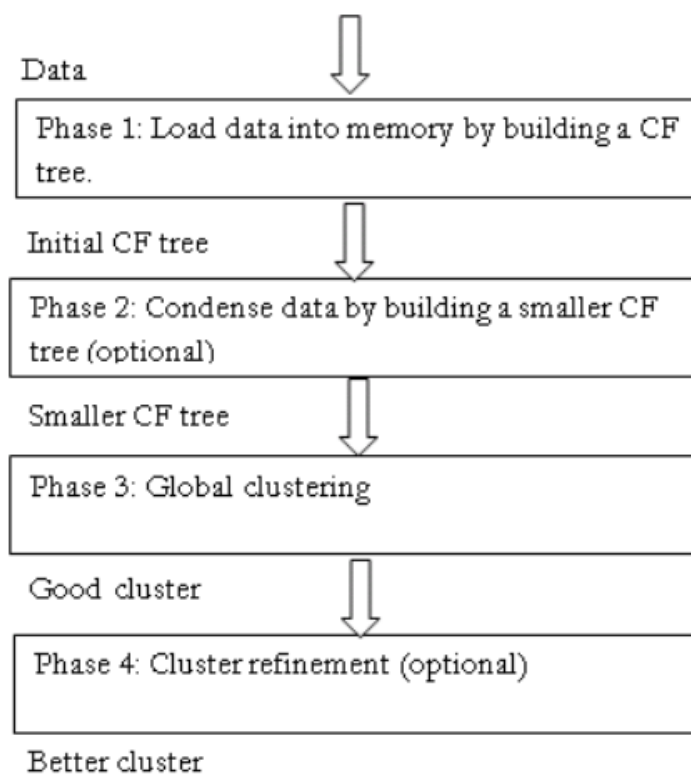 Data
Phase 1: Load data into memory by building a CF
tree.
Initial CF tree
Phase 2: Condense data by building a smaller CF
tree (optional)
Smaller CF tree
Phase 3: Global clustering
Good cluster
Phase 4: Cluster refinement (optional)
Better cluster